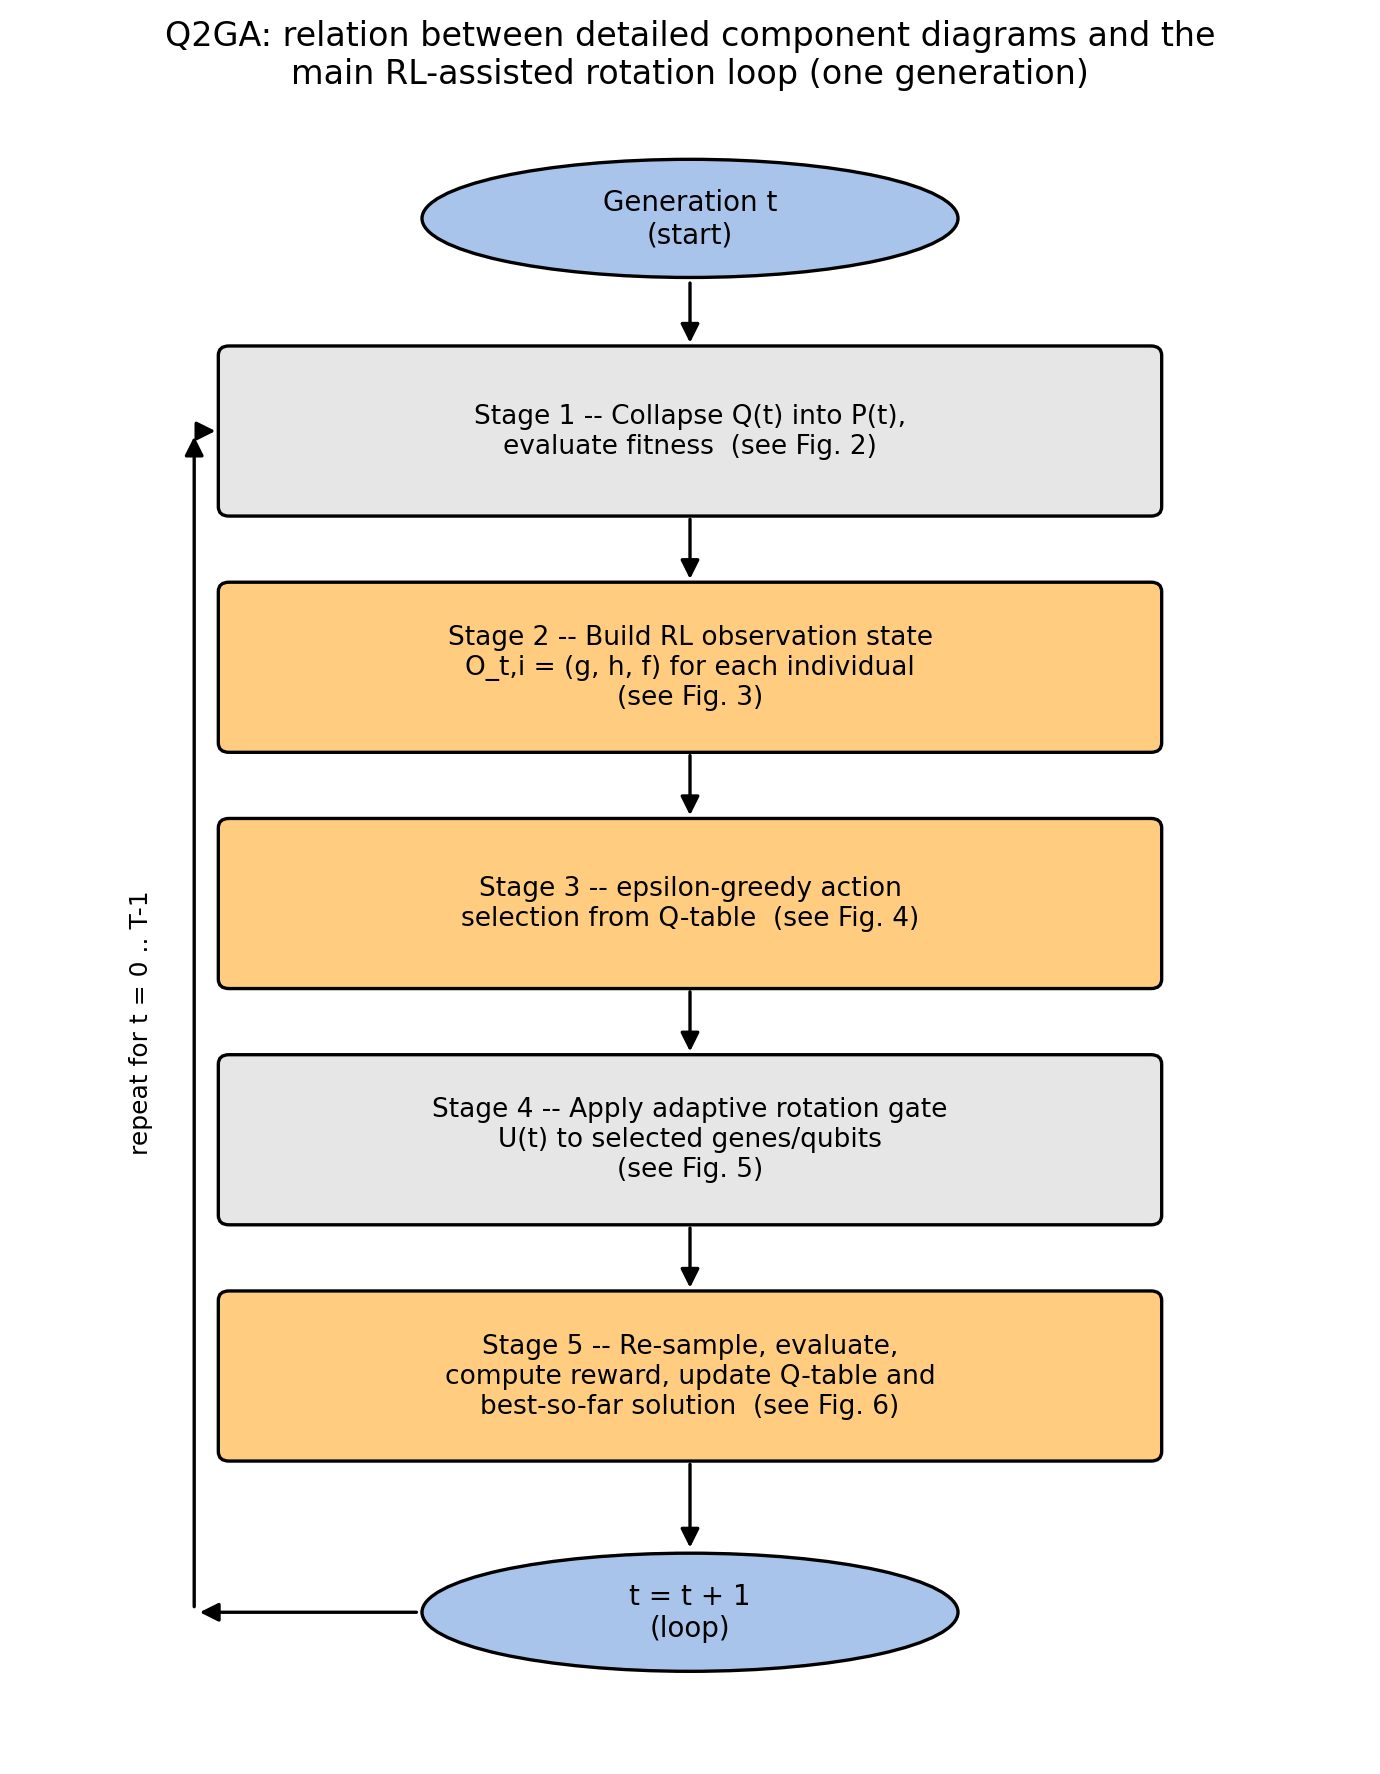 Q2GA: relation between detailed component diagrams and the
main RL-assisted rotation loop (one generation)
Generation t
(start)
Stage 1 -- Collapse Q(t) into P(t),
evaluate fitness  (see Fig. 2)
Stage 2 -- Build RL observation state
O_t,i = (g, h, f) for each individual
(see Fig. 3)
Stage 3 -- epsilon-greedy action
selection from Q-table  (see Fig. 4)
repeat for t = 0 .. T-1
Stage 4 -- Apply adaptive rotation gate
U(t) to selected genes/qubits
(see Fig. 5)
Stage 5 -- Re-sample, evaluate,
compute reward, update Q-table and
best-so-far solution  (see Fig. 6)
t = t + 1
(loop)